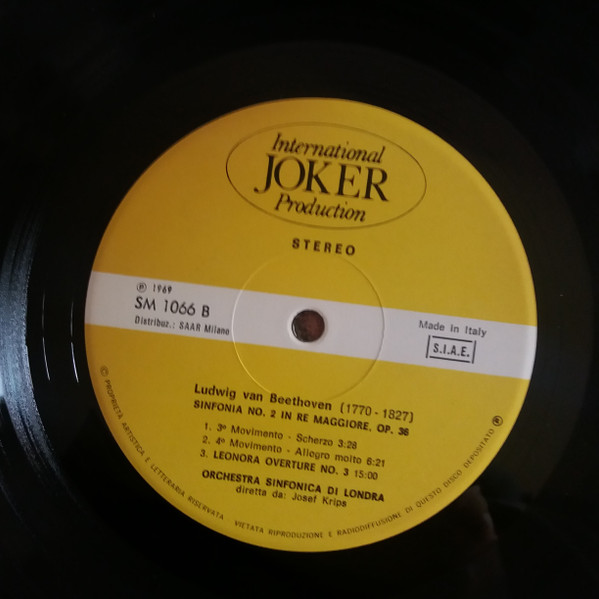 International
JOKER
Production
STEREO
℗ 1969
SM 1066 B
Distribuz.: SAAR Milano
Made in Italy
S.I.A.E.
Ludwig van Beethoven (1770 - 1827)
SINFONIA NO. 2 IN RE MAGGIORE, OP. 36
1. 3º Movimento - Scherzo 3:28
2. 4º Movimento - Allegro molto 6:21
3. LEONORA OVERTURE NO. 3 15:00
ORCHESTRA SINFONICA DI LONDRA
diretta da: Josef Krips
© PROPRIETÀ ARTISTICA E LETTERARIA RISERVATA VIETATA RIPRODUZIONE E RADIODIFFUSIONE DI QUESTO DISCO DEPOSITATO ℗